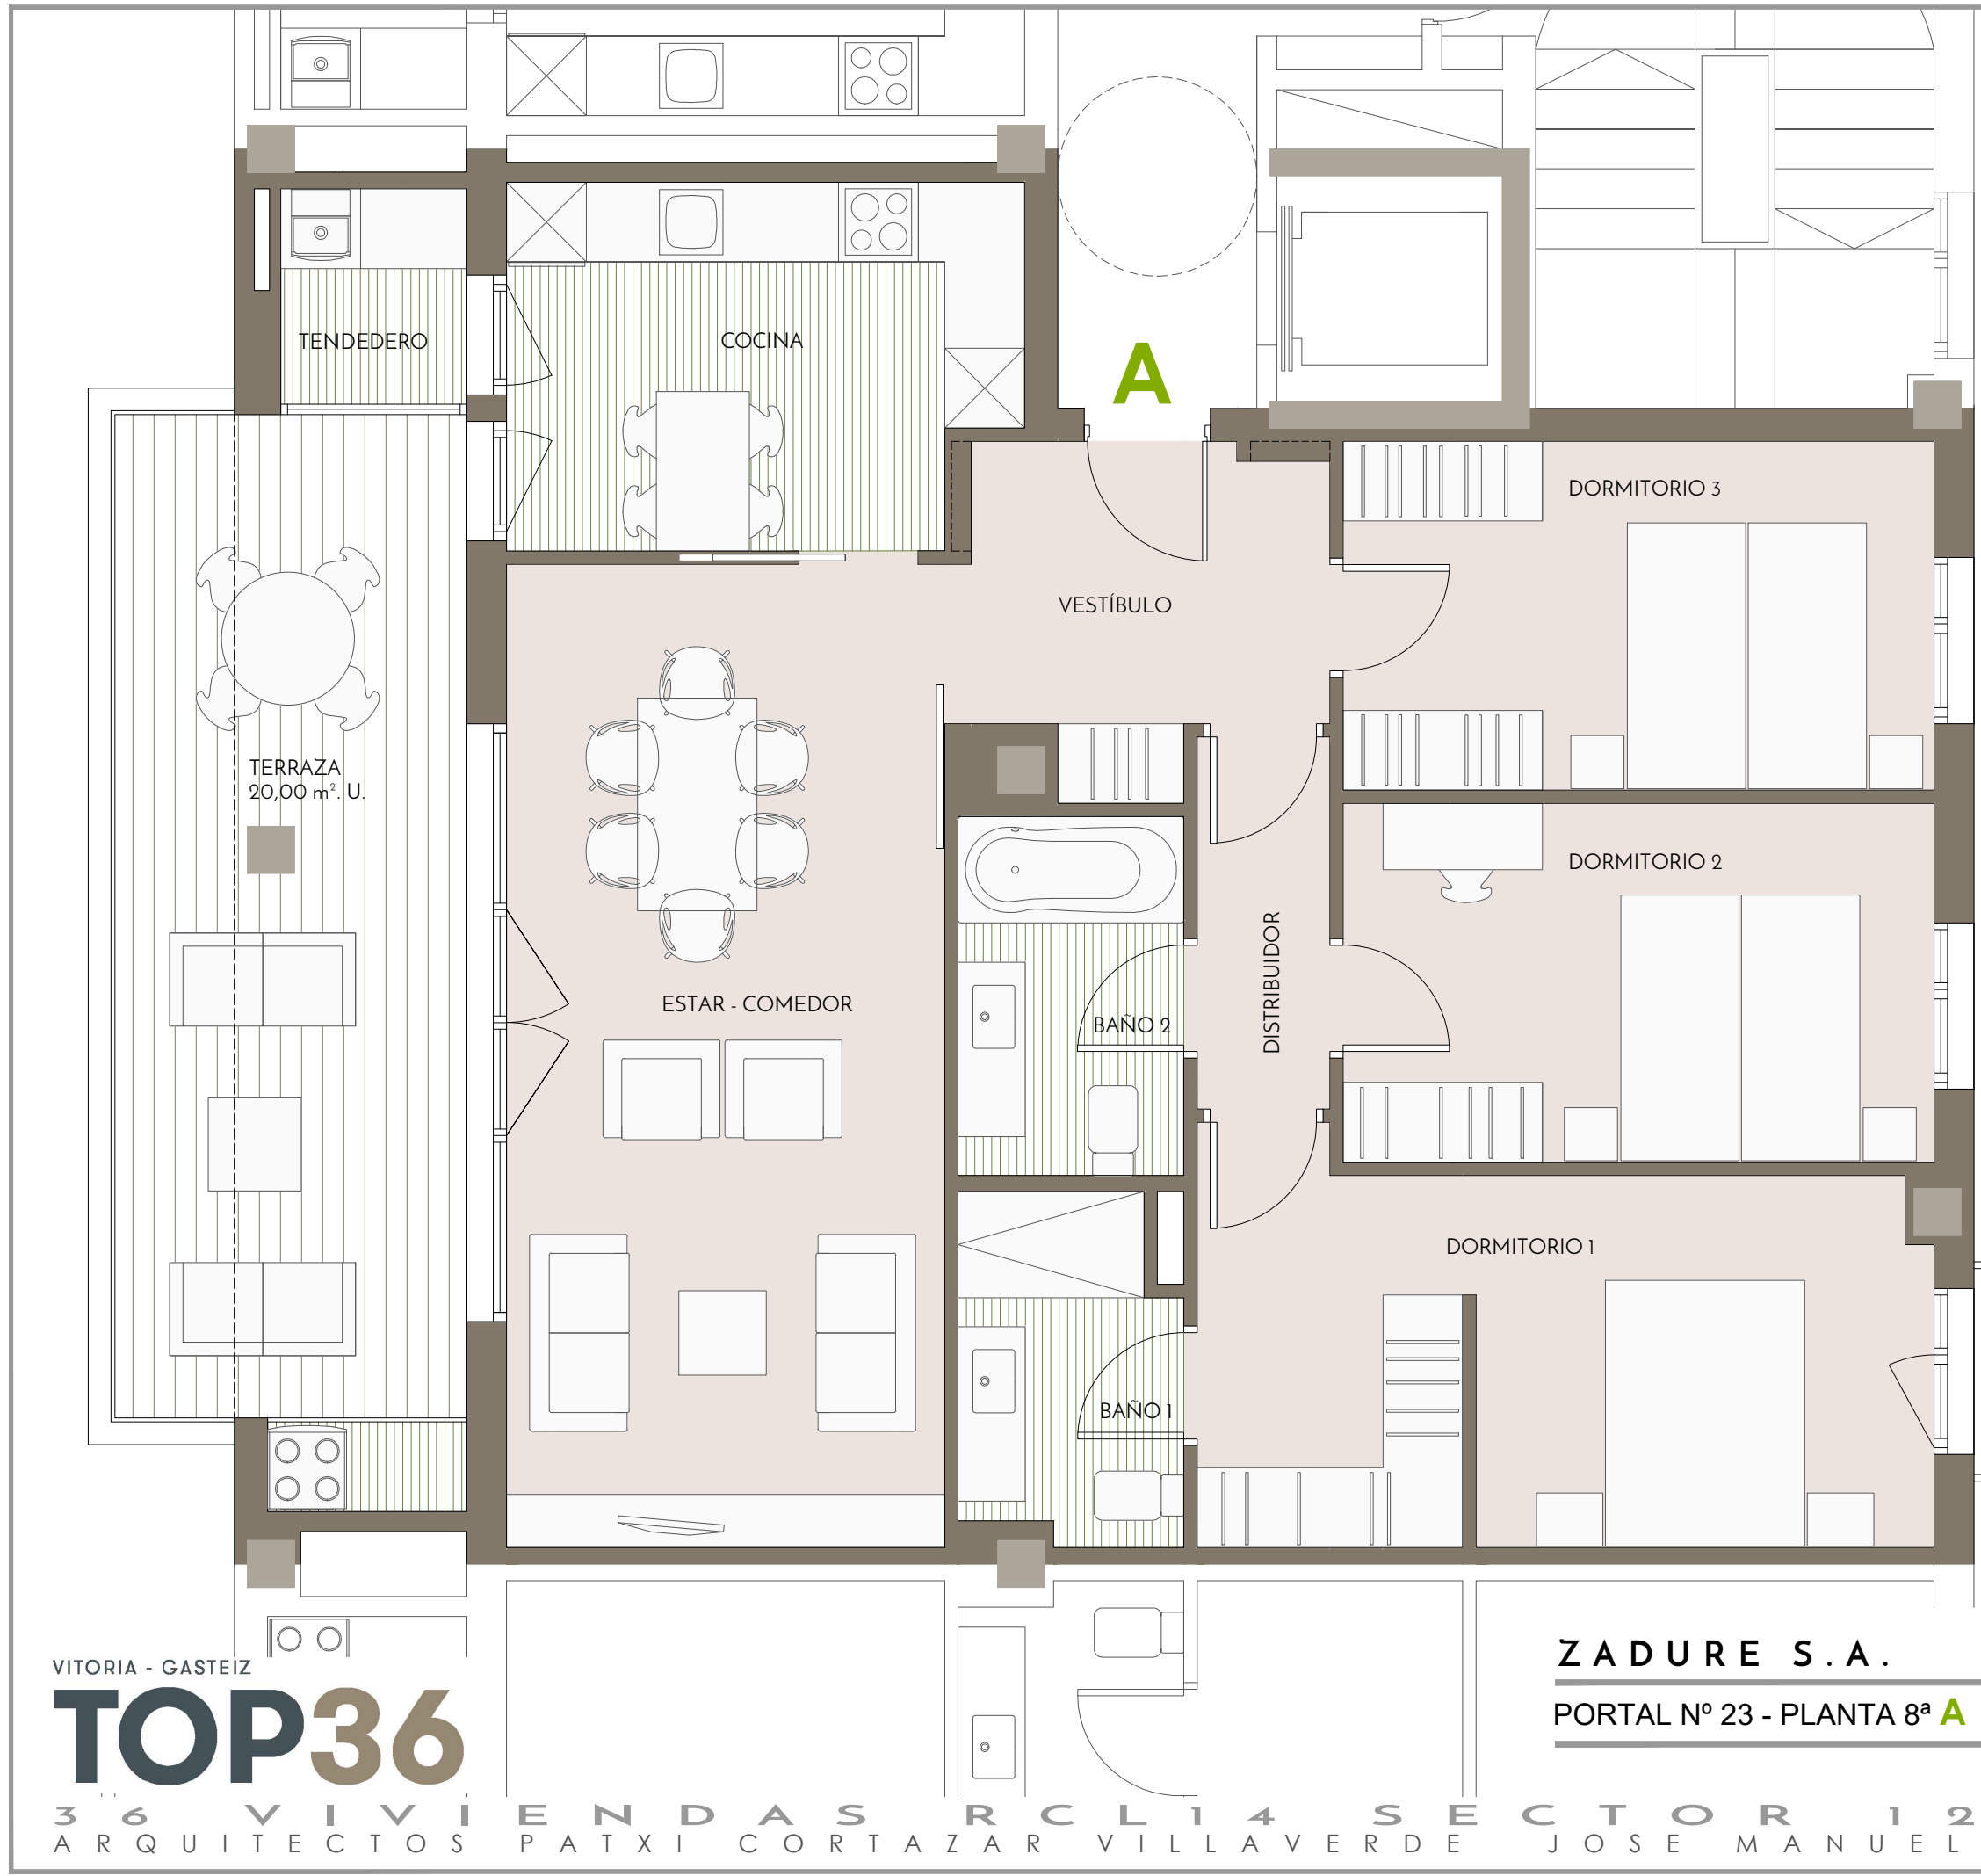 TENDEDERO
COCINA
A
DORMITORIO 3
VESTÍBULO
TERRAZA
20,00 m². U.
DORMITORIO 2
DISTRIBUIDOR
ESTAR - COMEDOR
BAÑO 2
DORMITORIO 1
BAÑO 1
ZADURE S.A.
PORTAL Nº 23 - PLANTA 8ª A
VITORIA - GASTEIZ
TOP36
36 VIVIENDAS RCL14 SECTOR 12
ARQUITECTOS PATXI CORTAZAR VILLAVERDE JOSE MANUEL